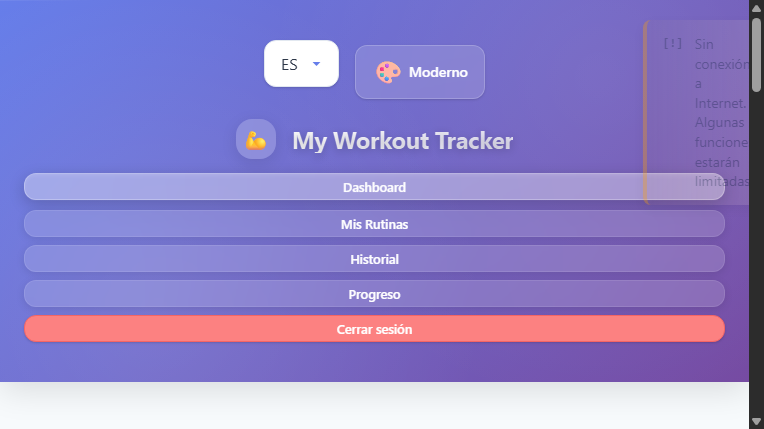 ES
Moderno
[!]
Sin
conexión
a
Internet.
Algunas
funcione
estarán
limitadas
My Workout Tracker
Dashboard
Mis Rutinas
Historial
Progreso
Cerrar sesión